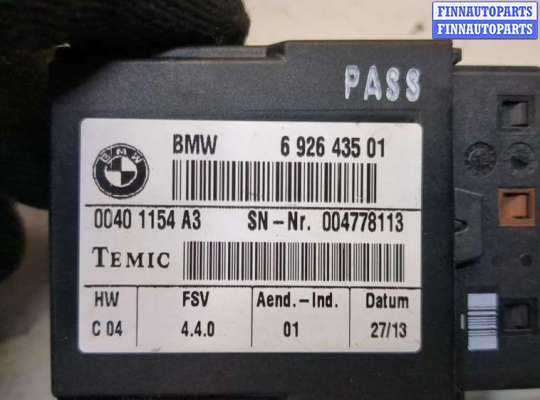 FINNAUTOPARTS
FINNAUTOPARTS
PASS
BMW
BMW 6 926 435 01
0040 1154 A3 SN-Nr. 004778113
TEMIC
HW FSV Aend.-Ind. Datum
C 04 4.4.0 01 27/13